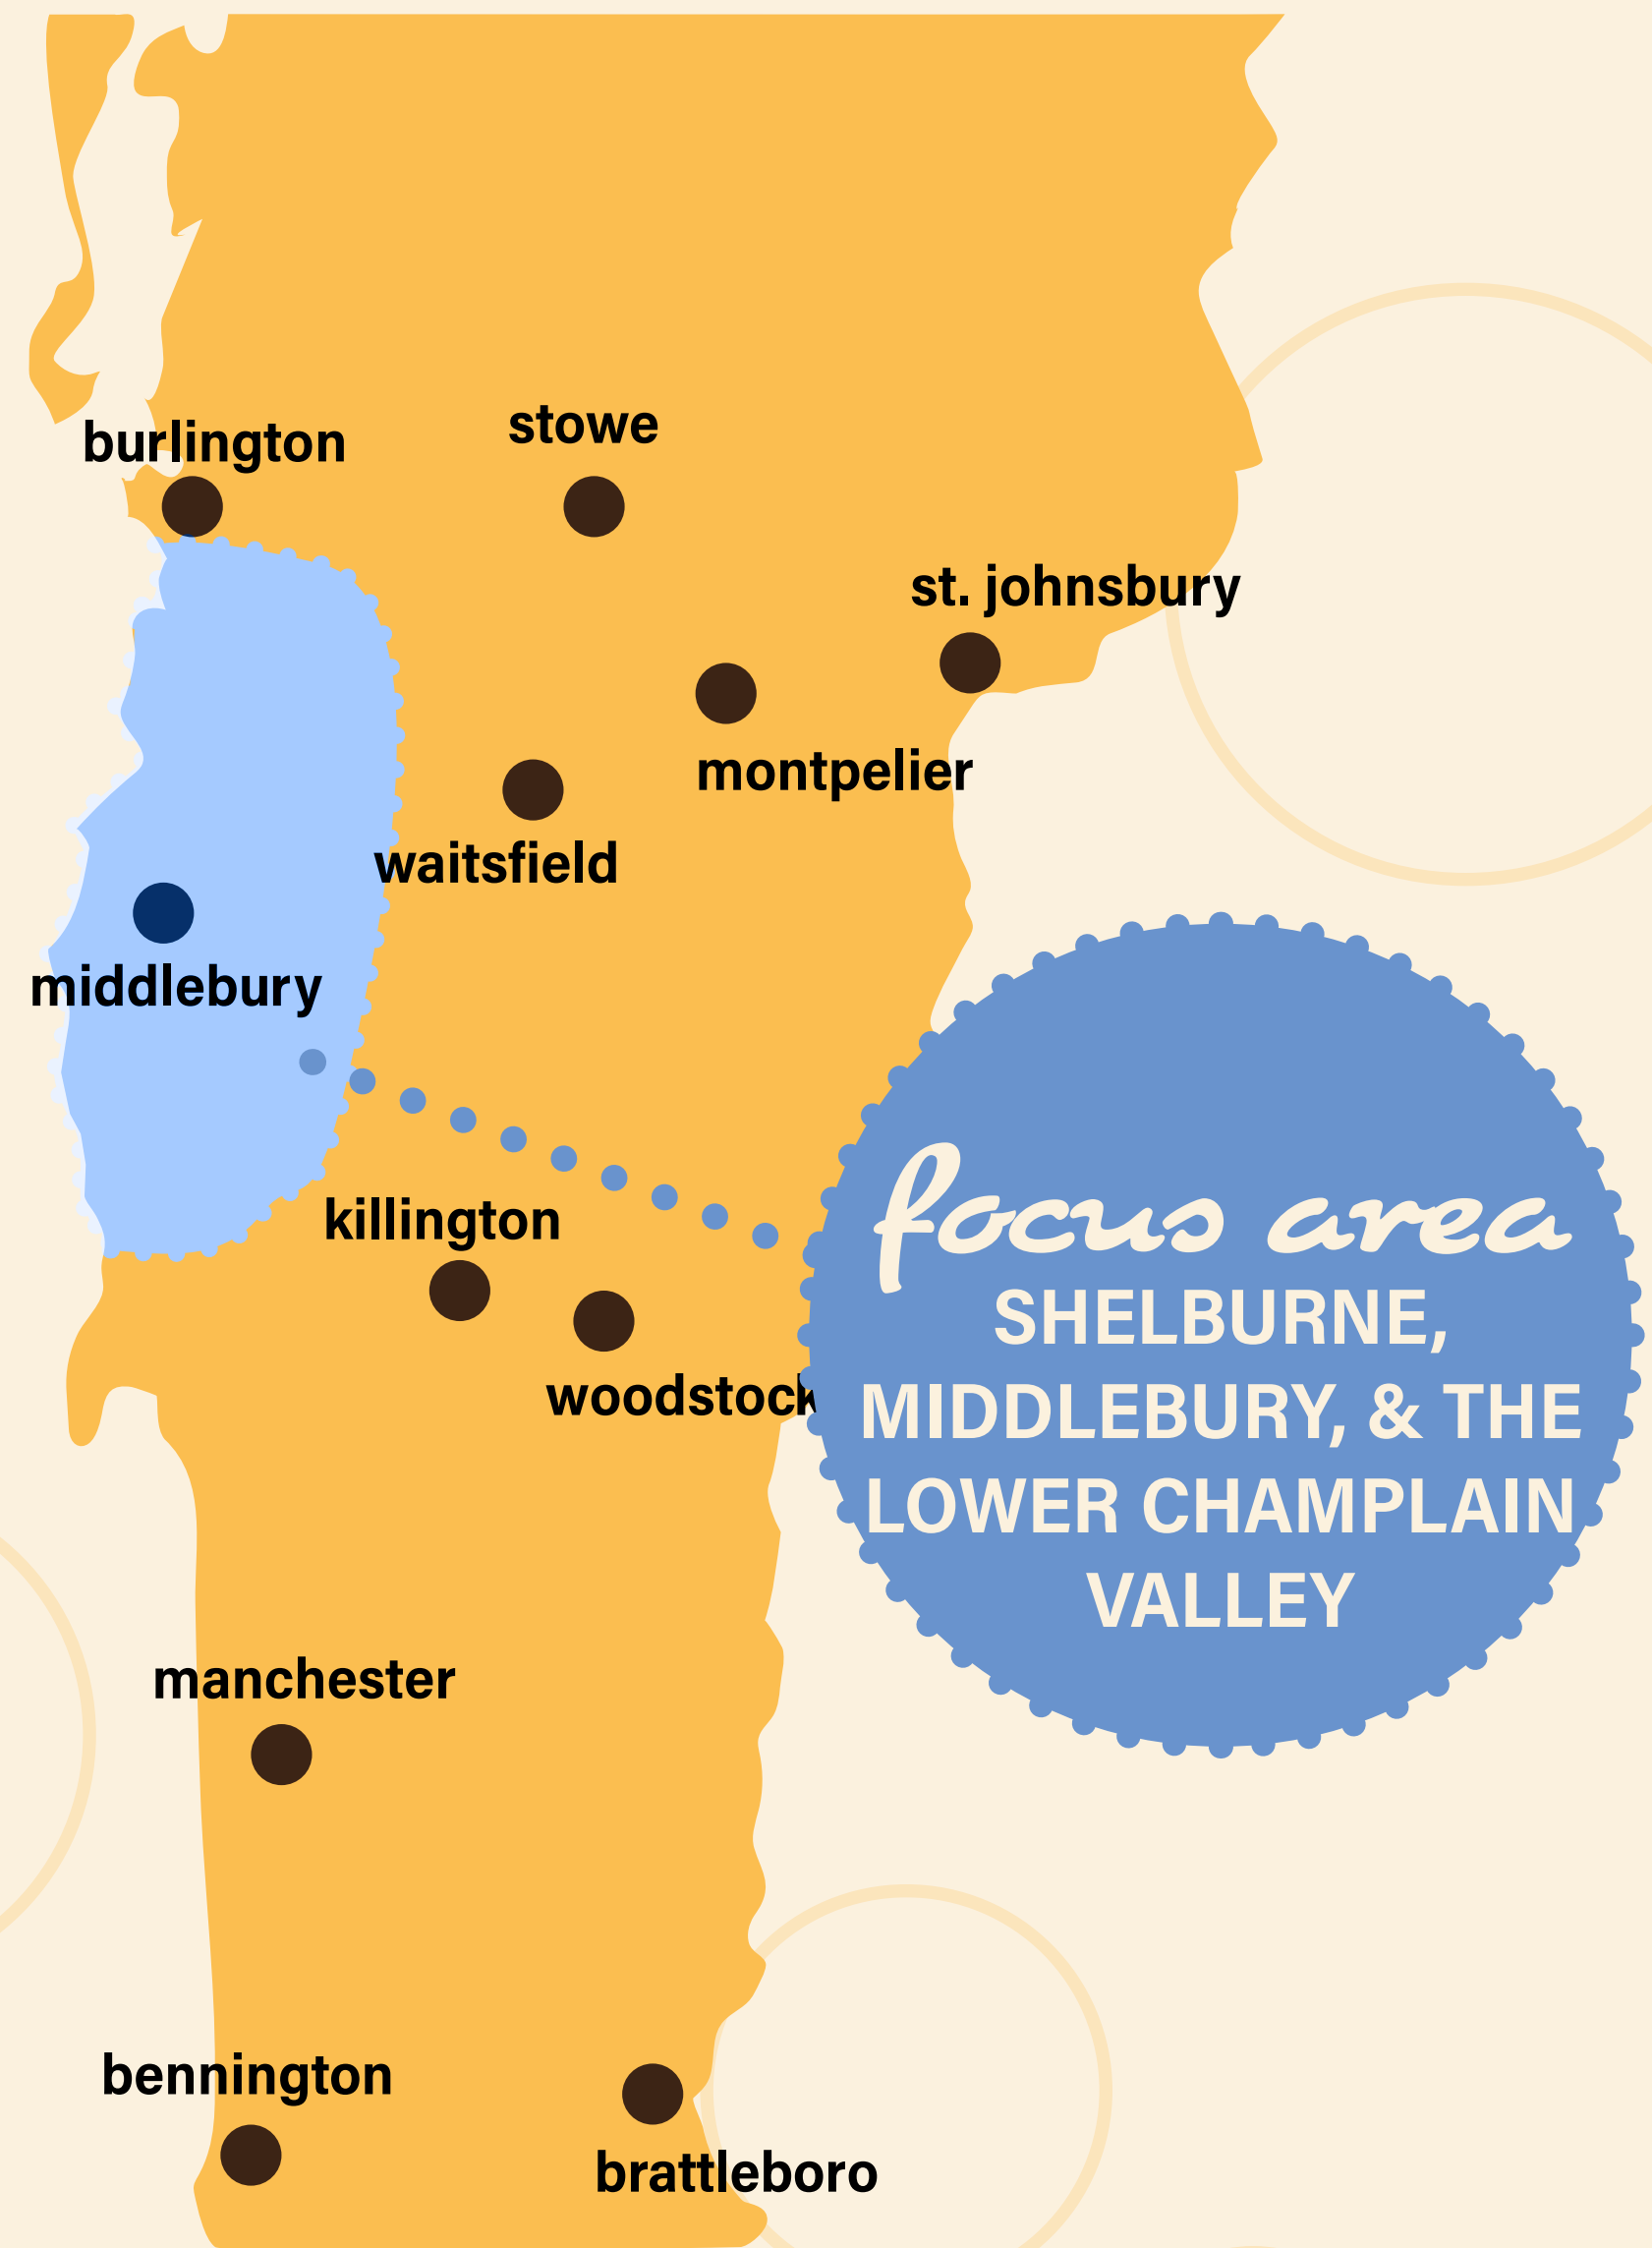 stowe
burlington
st. johnsbury
montpelier
waitsfield
middlebury
focus area
SHELBURNE,
MIDDLEBURY, & THE
LOWER CHAMPLAIN
VALLEY
killington
woodstock
manchester
bennington
brattleboro